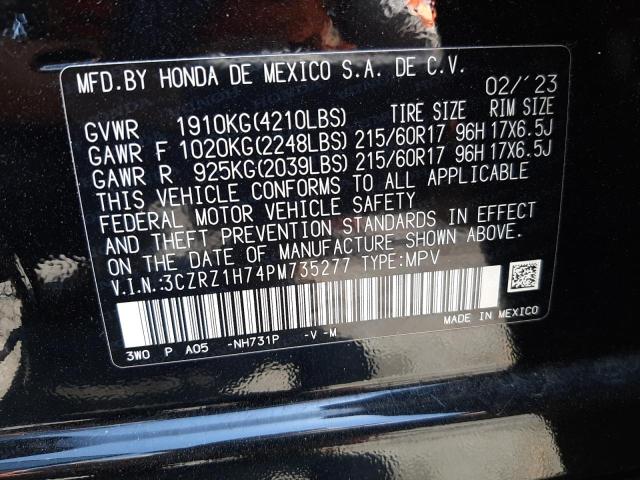 MFD.BY HONDA DE MEXICO S.A. DE C.V.
02/'23
GVWR 1910KG(4210LBS) TIRE SIZE RIM SIZE
GAWR F 1020KG(2248LBS) 215/60R17 96H 17X6.5J
GAWR R 925KG(2039LBS) 215/60R17 96H 17X6.5J
THIS VEHICLE CONFORMS TO ALL APPLICABLE
FEDERAL MOTOR VEHICLE SAFETY
AND THEFT PREVENTION STANDARDS IN EFFECT
ON THE DATE OF MANUFACTURE SHOWN ABOVE.
V.I.N:3CZRZ1H74PM735277 TYPE:MPV
3W0 P A05 -NH731P -V -M MADE IN MEXICO